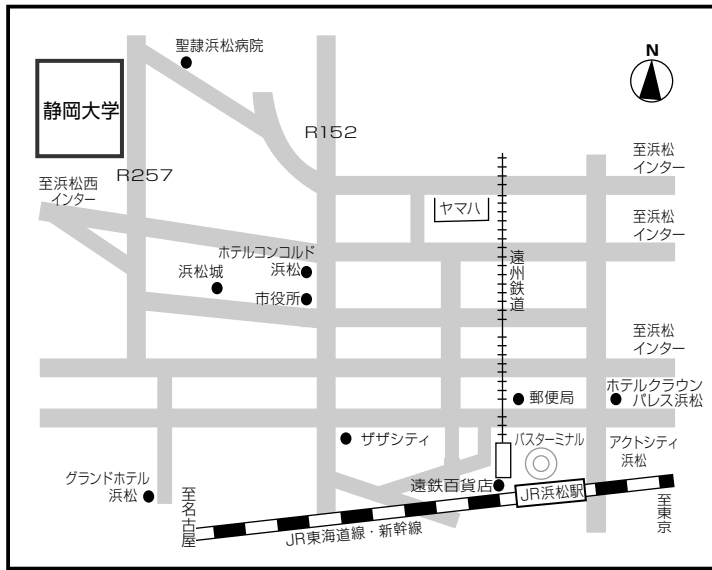 聖隷浜松病院
N
静岡大学
R152
R257
至浜松
インター
至浜松西
インター
ヤマハ
至浜松
インター
ホテルコンコルド
浜松
浜松城
市役所
遠州鉄道
至浜松
インター
郵便局
ホテルクラウン
パレス浜松
ザザシティ
バスターミナル
アクトシティ
浜松
グランドホテル
浜松
遠鉄百貨店
JR浜松駅
至名古屋
JR東海道線・新幹線
至東京